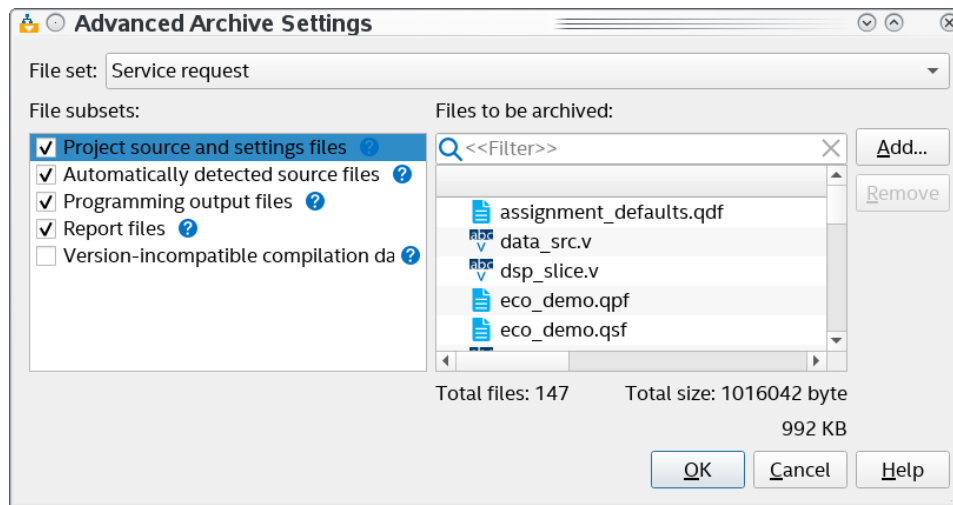 Advanced Archive Settings
File set: Service request
File subsets:
Project source and settings files
Automatically detected source files
Programming output files
Report files
Version-incompatible compilation da
Files to be archived:
<<Filter>>
assignment_defaults.qdf
data_src.v
dsp_slice.v
eco_demo.qpf
eco_demo.qsf
Total files: 147 Total size: 1016042 byte
992 KB
Add...
Remove
OK Cancel Help